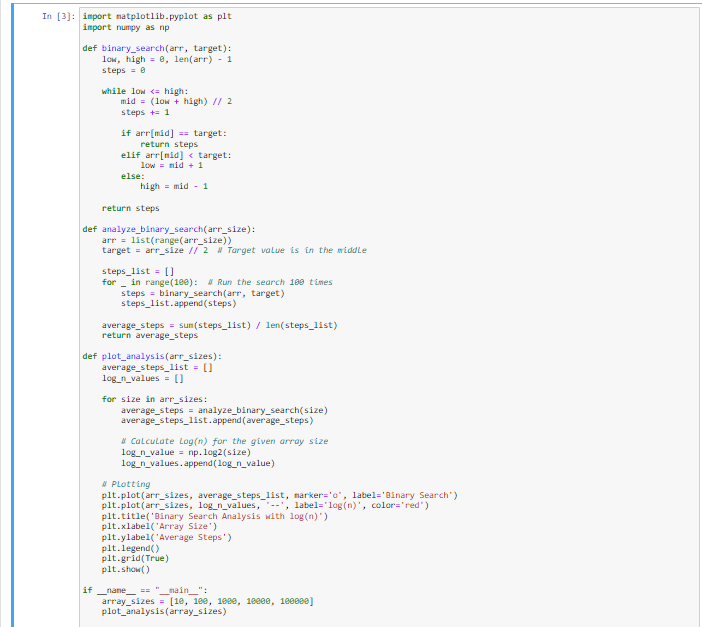 In [3]: import matplotlib.pyplot as plt
import numpy as np
def binary_search(arr, target):
    low, high = 0, len(arr) - 1
    steps = 0
    while low <= high:
        mid = (low + high) // 2
        steps += 1
        if arr[mid] == target:
            return steps
        elif arr[mid] < target:
            low = mid + 1
        else:
            high = mid - 1
    return steps
def analyze_binary_search(arr_size):
    arr = list(range(arr_size))
    target = arr_size // 2  # Target value is in the middle
    steps_list = []
    for _ in range(100):  # Run the search 100 times
        steps = binary_search(arr, target)
        steps_list.append(steps)
    average_steps = sum(steps_list) / len(steps_list)
    return average_steps
def plot_analysis(arr_sizes):
    average_steps_list = []
    log_n_values = []
    for size in arr_sizes:
        average_steps = analyze_binary_search(size)
        average_steps_list.append(average_steps)
        # Calculate log(n) for the given array size
        log_n_value = np.log2(size)
        log_n_values.append(log_n_value)
    # Plotting
    plt.plot(arr_sizes, average_steps_list, marker='o', label='Binary Search')
    plt.plot(arr_sizes, log_n_values, '--', label='log(n)', color='red')
    plt.title('Binary Search Analysis with log(n)')
    plt.xlabel('Array Size')
    plt.ylabel('Average Steps')
    plt.legend()
    plt.grid(True)
    plt.show()
if __name__ == "__main__":
    array_sizes = [10, 100, 1000, 10000, 100000]
    plot_analysis(array_sizes)